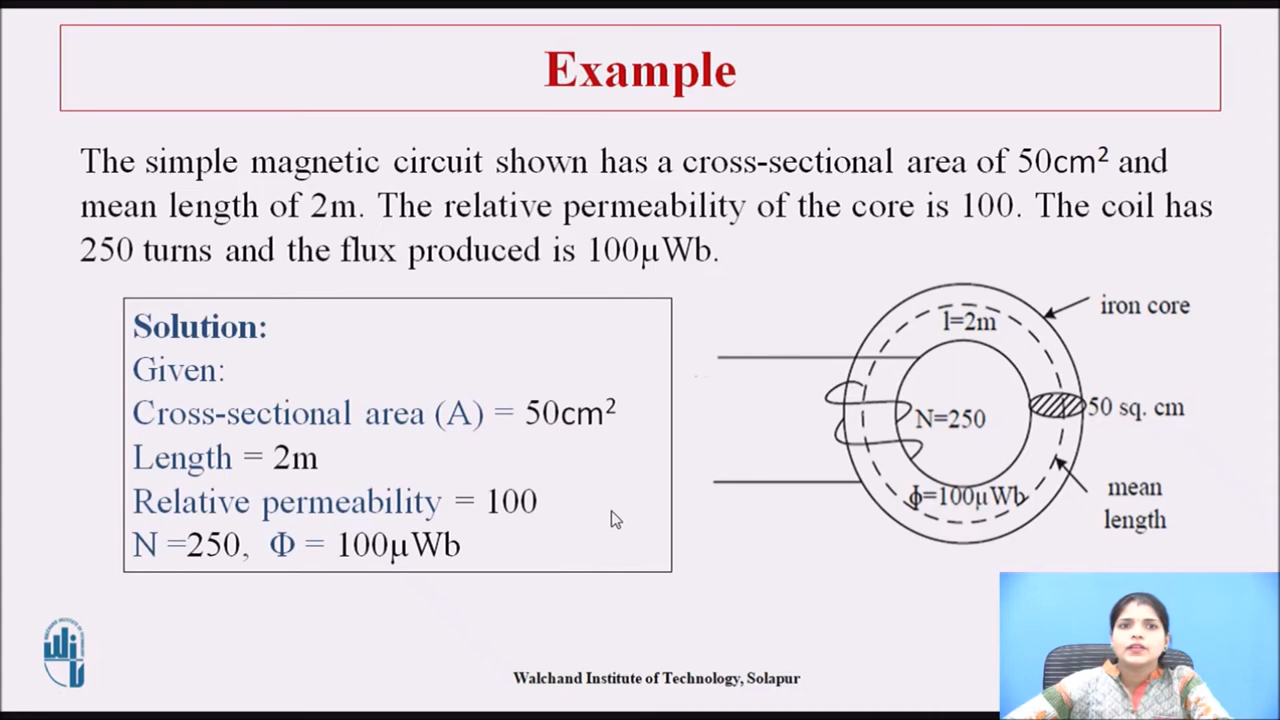 Example
The simple magnetic circuit shown has a cross-sectional area of 50cm² and
mean length of 2m. The relative permeability of the core is 100. The coil has
250 turns and the flux produced is 100μWb.
Solution:
Given:
Cross-sectional area (A) = 50cm²
Length = 2m
Relative permeability = 100
N =250, Φ = 100μWb
iron core
l=2m
N=250
50 sq. cm
ϕ=100μWb
mean
length
Walchand Institute of Technology, Solapur